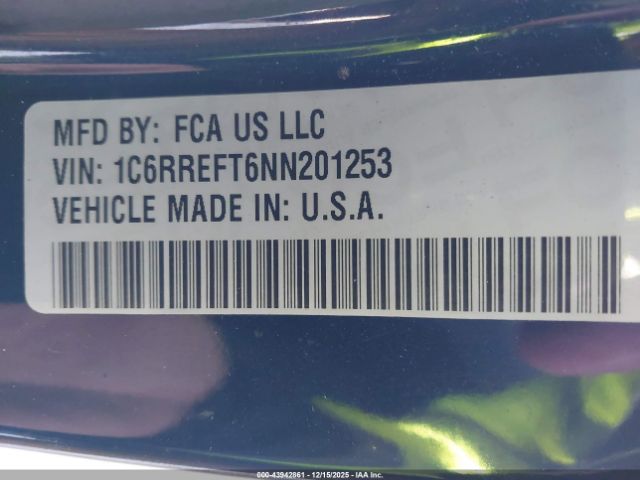 MFD BY: FCA US LLC
VIN: 1C6RREFT6NN201253
VEHICLE MADE IN: U.S.A.
000-43942861 - 12/15/2025 - IAA Inc.